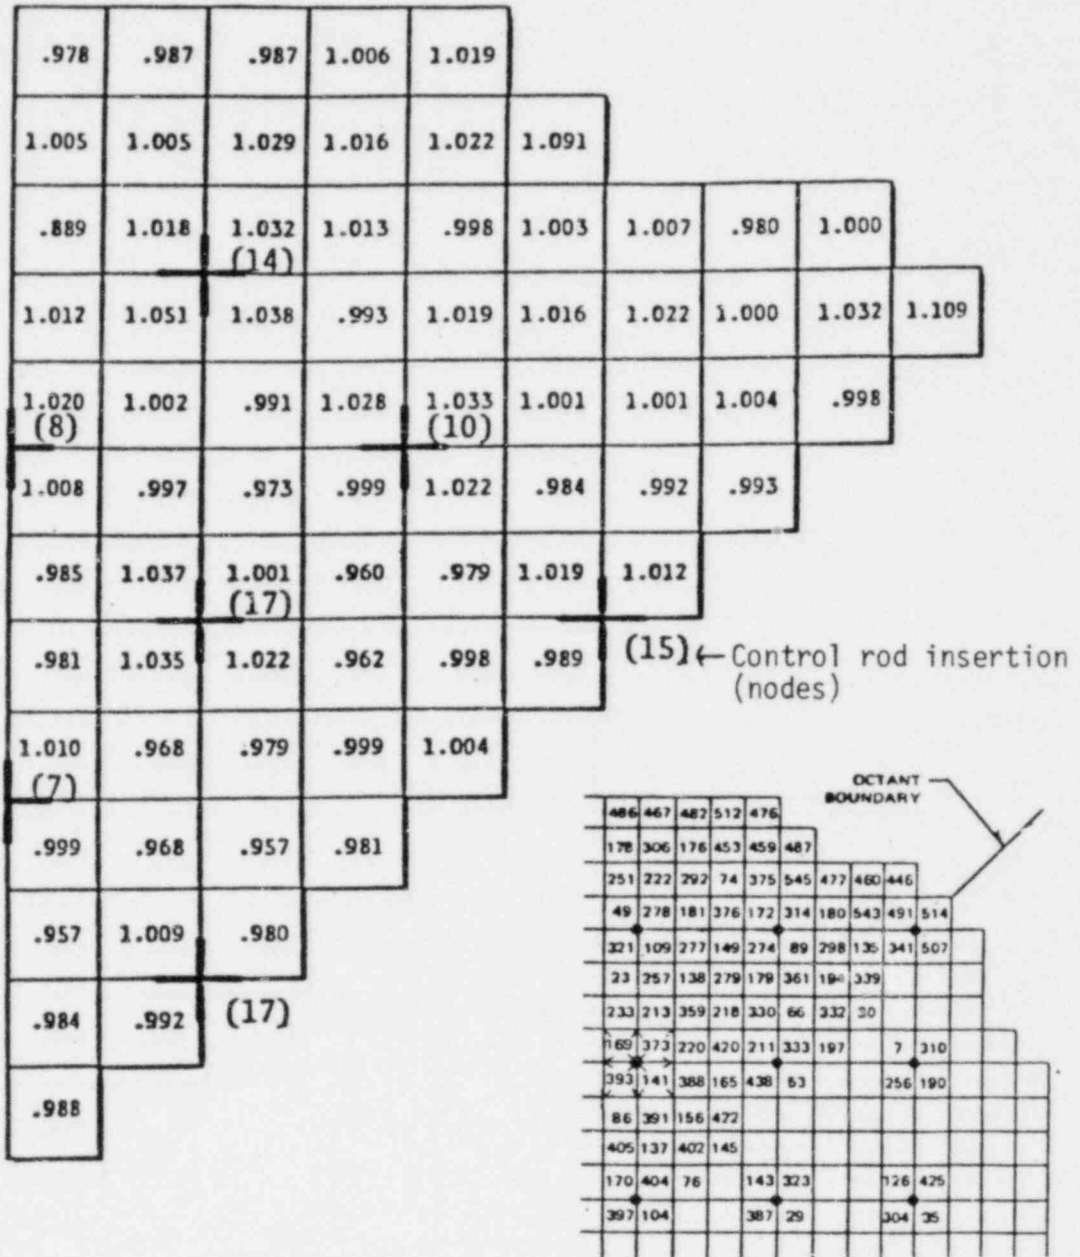 .978 .987 .987 1.006 1.019
1.005 1.005 1.029 1.016 1.022 1.091
.889 1.018 1.032 1.013 .998 1.003 1.007 .980 1.000
(14)
1.012 1.051 1.038 .993 1.019 1.016 1.022 1.000 1.032 1.109
1.020 1.002 .991 1.028 1.033 1.001 1.001 1.004 .998
(8) (10)
1.008 .997 .973 .999 1.022 .984 .992 .993
.985 1.037 1.001 .960 .979 1.019 1.012
(17)
.981 1.035 1.022 .962 .998 .989 (15) ← Control rod insertion
(nodes)
1.010 .968 .979 .999 1.004
(7)
.999 .968 .957 .981
.957 1.009 .980
(17)
.984 .992
.988
OCTANT
BOUNDARY
486 467 482 512 476
178 306 176 453 459 487
251 222 292 74 375 545 477 460 446
49 278 181 376 172 314 180 543 491 514
321 109 277 149 274 89 298 135 341 507
23 257 138 279 179 361 194 339
233 213 359 218 330 66 332 30
169 373 220 420 211 333 197 7 310
393 141 388 165 438 53 256 190
86 391 156 472
405 137 402 145
170 404 76 143 323 126 425
397 104 387 29 304 35